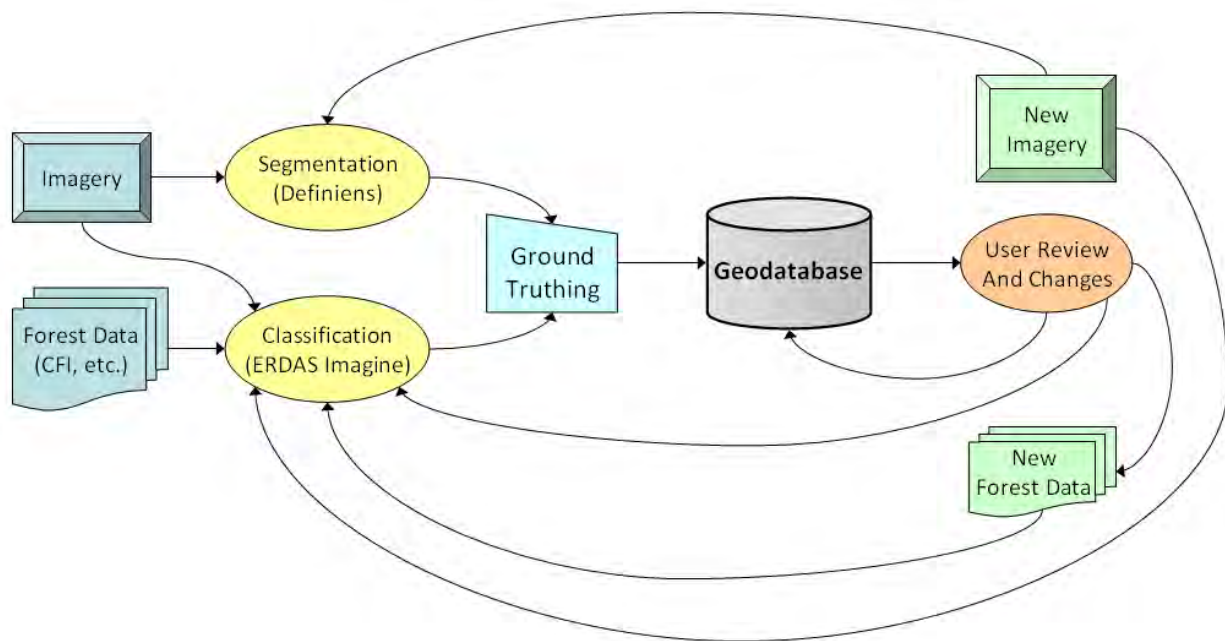 New
Imagery
Imagery
Segmentation
(Definiens)
Ground
Truthing
Geodatabase
User Review
And Changes
Forest Data
(CFI, etc.)
Classification
(ERDAS Imagine)
New
Forest Data